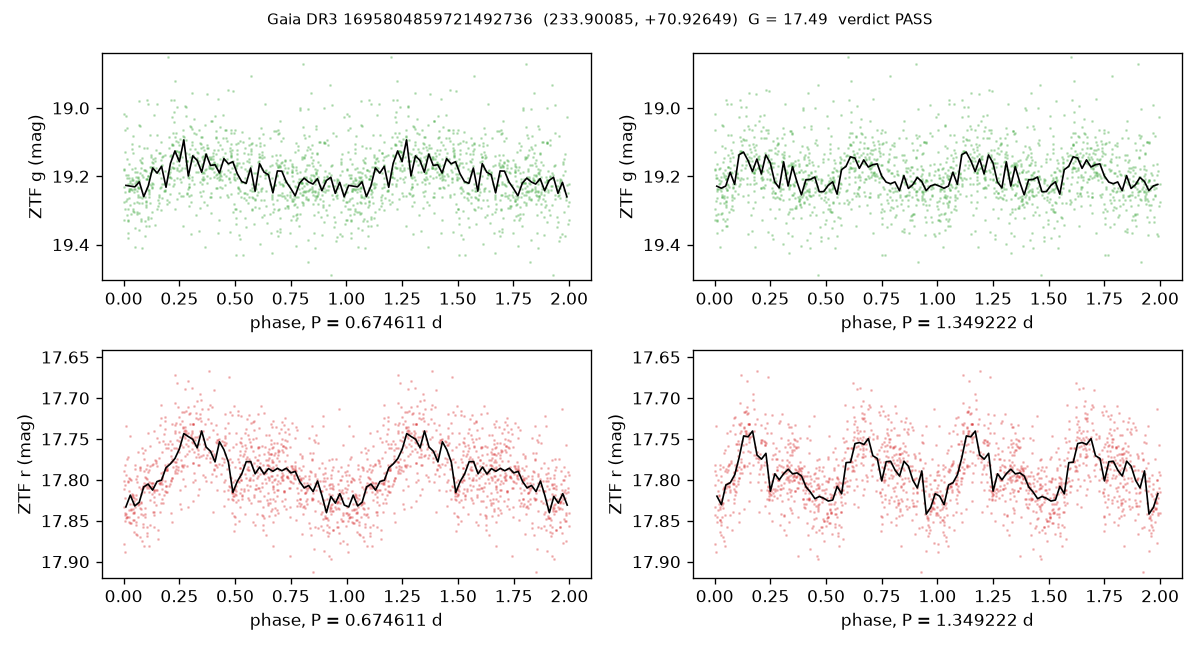 Gaia DR3 1695804859721492736  (233.90085, +70.92649)  G = 17.49  verdict PASS
ZTF g (mag)
19.0
19.2
19.4
0.00 0.25 0.50 0.75 1.00 1.25 1.50 1.75 2.00
phase, P = 0.674611 d
ZTF g (mag)
19.0
19.2
19.4
0.00 0.25 0.50 0.75 1.00 1.25 1.50 1.75 2.00
phase, P = 1.349222 d
ZTF r (mag)
17.65
17.70
17.75
17.80
17.85
17.90
0.00 0.25 0.50 0.75 1.00 1.25 1.50 1.75 2.00
phase, P = 0.674611 d
ZTF r (mag)
17.65
17.70
17.75
17.80
17.85
17.90
0.00 0.25 0.50 0.75 1.00 1.25 1.50 1.75 2.00
phase, P = 1.349222 d